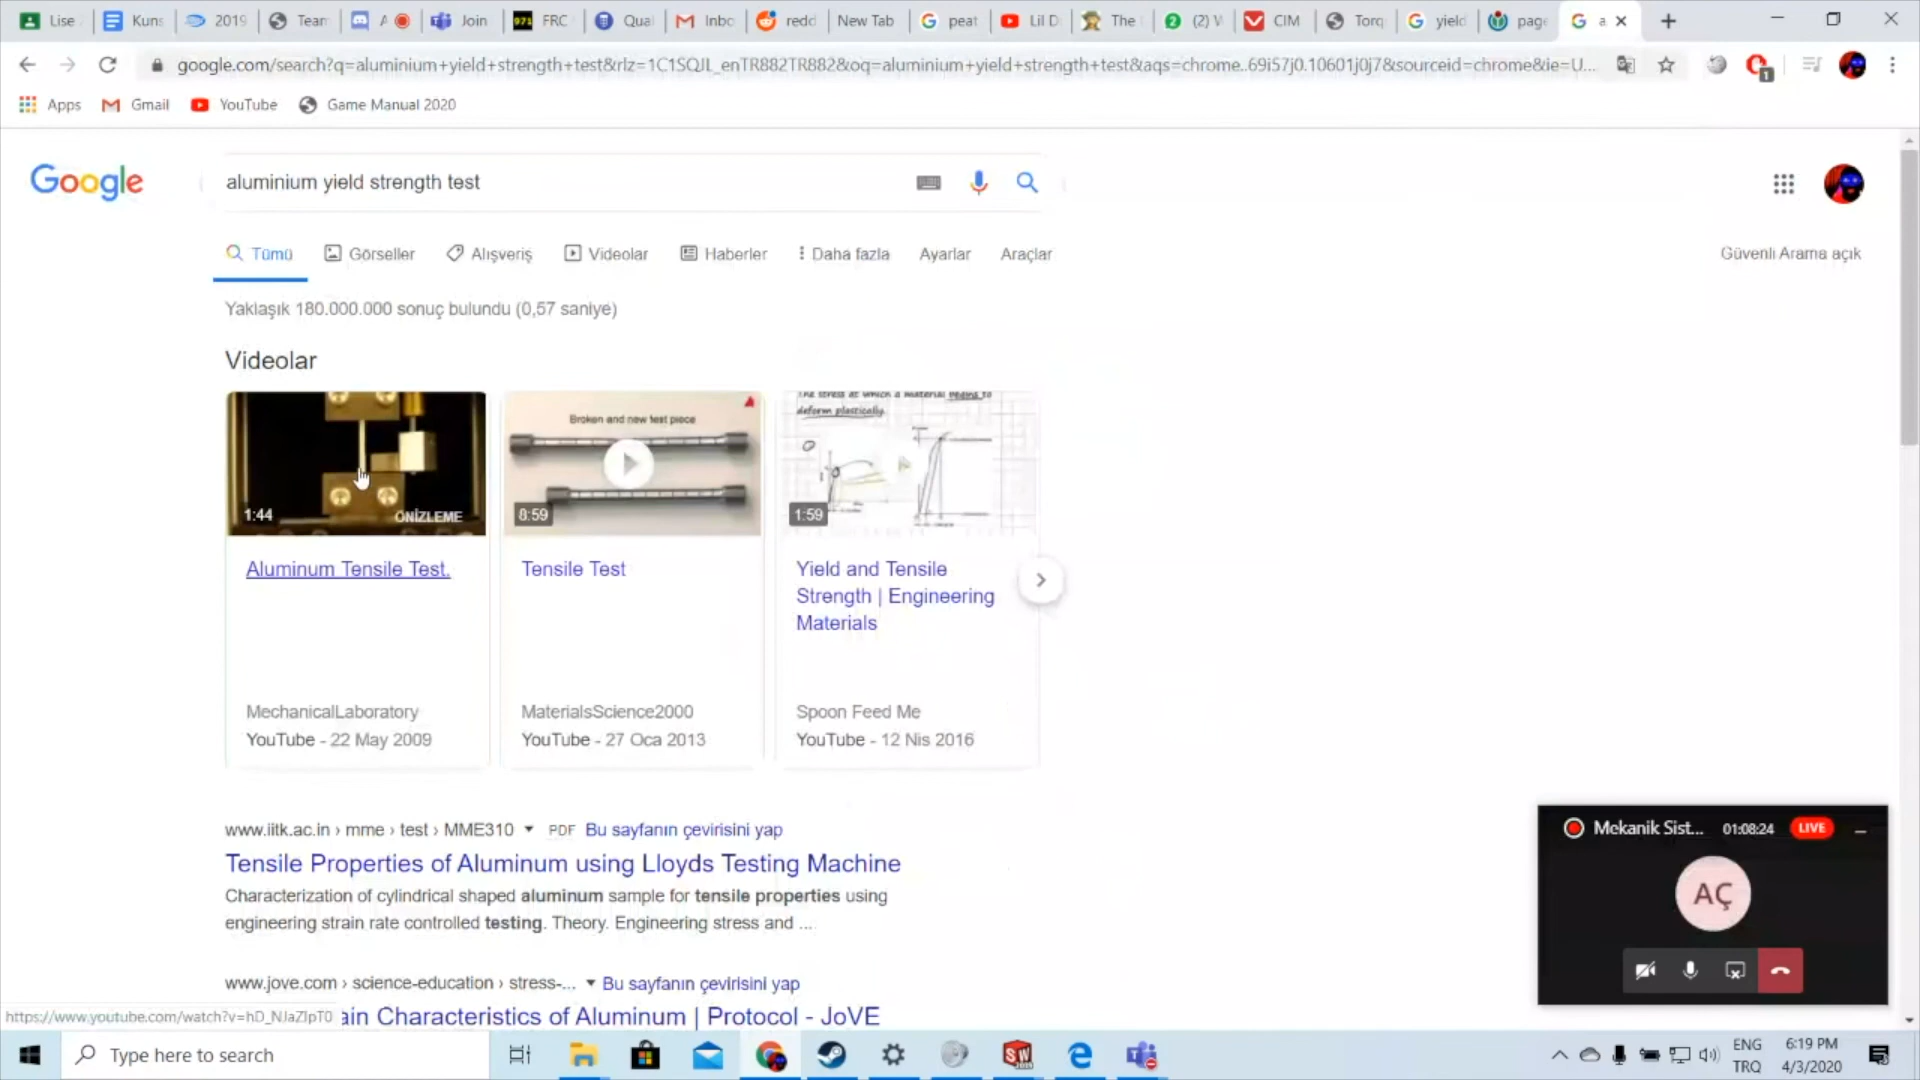 Lise
Kuns
2019
Team
A
Join
971 FRC
Qua
Inbo
redd
New Tab
peat
Lil D
The
(2) V
CIM
Torq
yield
page
a
google.com/search?q=aluminium+yield+strength+test&rlz=1C1SQJL_enTR882TR882&oq=aluminium+yield+strength+test&aqs=chrome..69i57j0.10601j0j7&sourceid=chrome&ie=U...
Apps Gmail YouTube Game Manual 2020
Google
aluminium yield strength test
Tümü Görseller Alışveriş Videolar Haberler Daha fazla Ayarlar Araçlar
Güvenli Arama açık
Yaklaşık 180.000.000 sonuç bulundu (0,57 saniye)
Videolar
1:44
ÖNİZLEME
Aluminum Tensile Test.
MechanicalLaboratory
YouTube - 22 May 2009
Broken and new test piece
8:59
Tensile Test
MaterialsScience2000
YouTube - 27 Oca 2013
The stress at which a material begins to
deform plastically.
1:59
Yield and Tensile
Strength | Engineering
Materials
Spoon Feed Me
YouTube - 12 Nis 2016
www.iitk.ac.in › mme › test › MME310 PDF Bu sayfanın çevirisini yap
Tensile Properties of Aluminum using Lloyds Testing Machine
Characterization of cylindrical shaped aluminum sample for tensile properties using
engineering strain rate controlled testing. Theory. Engineering stress and ...
www.jove.com › science-education › stress-... Bu sayfanın çevirisini yap
ain Characteristics of Aluminum | Protocol - JoVE
https://www.youtube.com/watch?v=hD_NJaZIpT0
Mekanik Sist... 01:08:24 LIVE
AÇ
Type here to search
ENG
TRQ
6:19 PM
4/3/2020